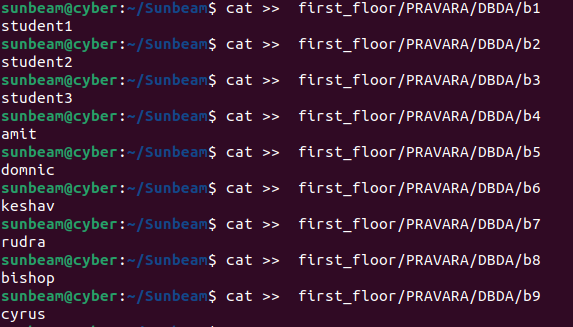 sunbeam@cyber:~/Sunbeam$ cat >>  first_floor/PRAVARA/DBDA/b1
student1
sunbeam@cyber:~/Sunbeam$ cat >>  first_floor/PRAVARA/DBDA/b2
student2
sunbeam@cyber:~/Sunbeam$ cat >>  first_floor/PRAVARA/DBDA/b3
student3
sunbeam@cyber:~/Sunbeam$ cat >>  first_floor/PRAVARA/DBDA/b4
amit
sunbeam@cyber:~/Sunbeam$ cat >>  first_floor/PRAVARA/DBDA/b5
domnic
sunbeam@cyber:~/Sunbeam$ cat >>  first_floor/PRAVARA/DBDA/b6
keshav
sunbeam@cyber:~/Sunbeam$ cat >>  first_floor/PRAVARA/DBDA/b7
rudra
sunbeam@cyber:~/Sunbeam$ cat >>  first_floor/PRAVARA/DBDA/b8
bishop
sunbeam@cyber:~/Sunbeam$ cat >>  first_floor/PRAVARA/DBDA/b9
cyrus